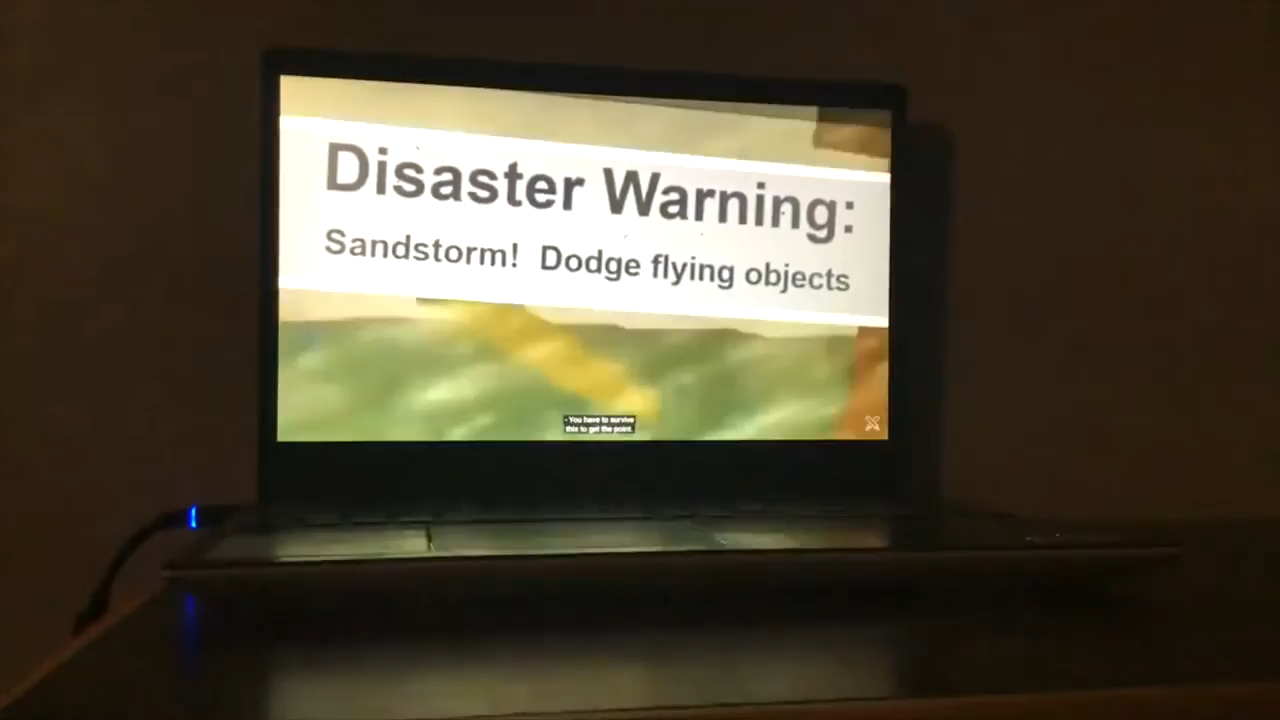 Disaster Warning:
Sandstorm! Dodge flying objects
- You have to survive
this to get the point.